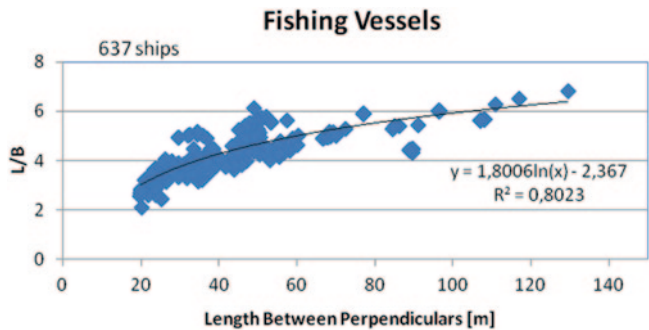 Fishing Vessels
637 ships
8
6
4
2
0
L/B
y = 1,8006ln(x) - 2,367
R² = 0,8023
0 20 40 60 80 100 120 140
Length Between Perpendiculars [m]